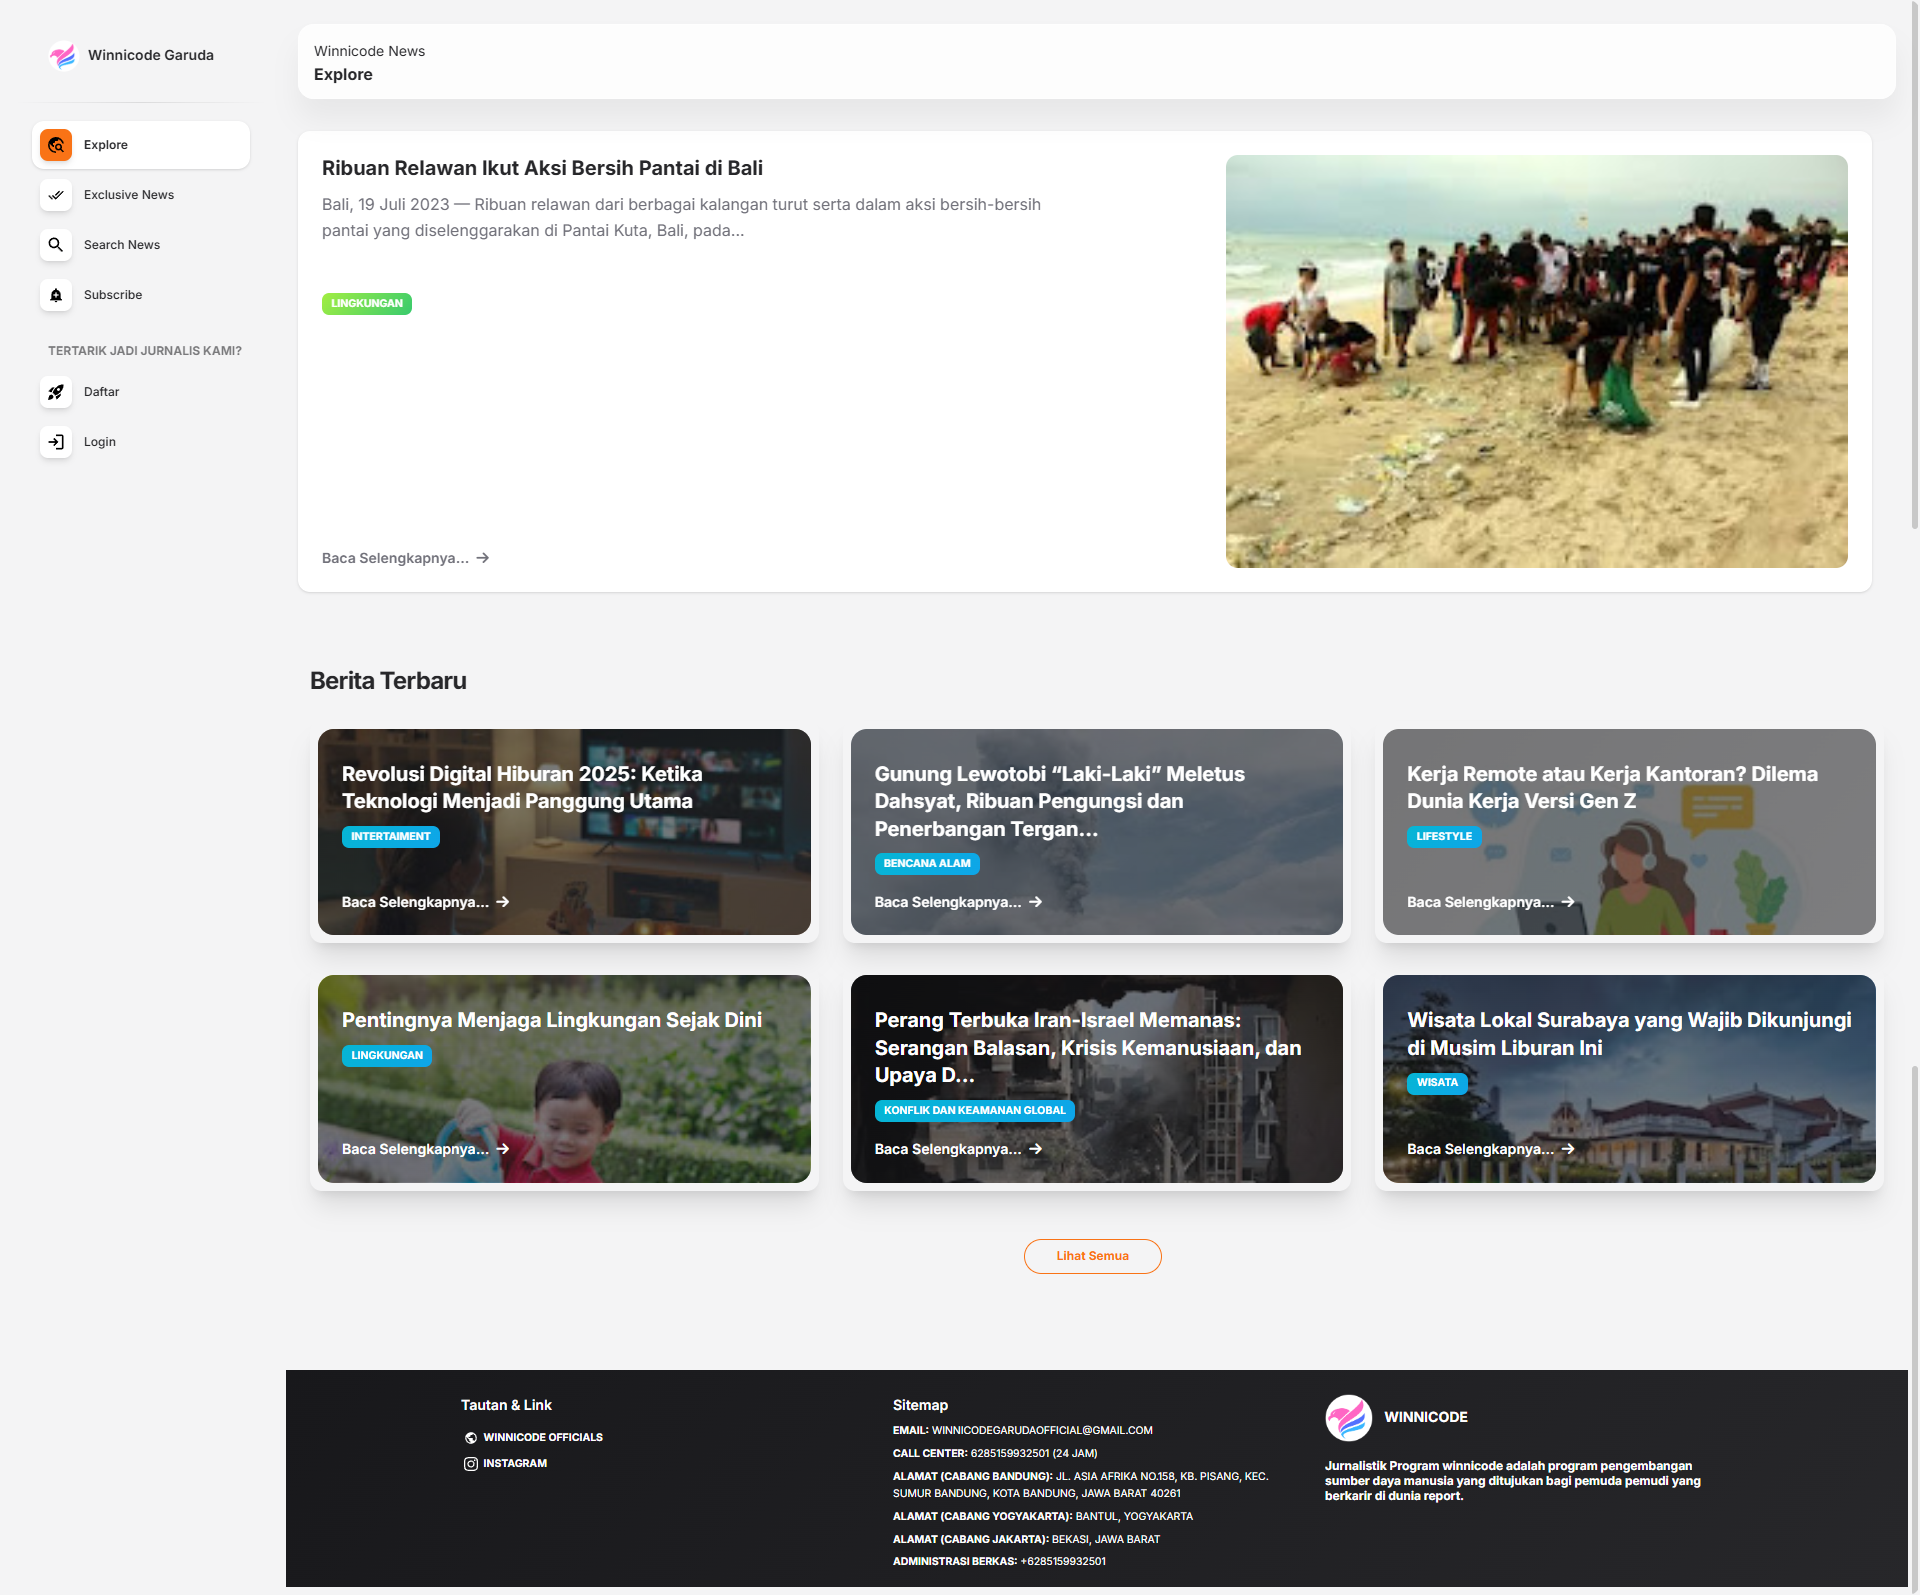 Winnicode Garuda
Explore
Exclusive News
Search News
Subscribe
TERTARIK JADI JURNALIS KAMI?
Daftar
Login
Winnicode News
Explore
Ribuan Relawan Ikut Aksi Bersih Pantai di Bali
Bali, 19 Juli 2023 — Ribuan relawan dari berbagai kalangan turut serta dalam aksi bersih-bersih
pantai yang diselenggarakan di Pantai Kuta, Bali, pada...
LINGKUNGAN
Baca Selengkapnya...
Berita Terbaru
Revolusi Digital Hiburan 2025: Ketika
Teknologi Menjadi Panggung Utama
INTERTAIMENT
Baca Selengkapnya...
Gunung Lewotobi “Laki-Laki” Meletus
Dahsyat, Ribuan Pengungsi dan
Penerbangan Tergan...
BENCANA ALAM
Baca Selengkapnya...
Kerja Remote atau Kerja Kantoran? Dilema
Dunia Kerja Versi Gen Z
LIFESTYLE
Baca Selengkapnya...
Pentingnya Menjaga Lingkungan Sejak Dini
LINGKUNGAN
Baca Selengkapnya...
Perang Terbuka Iran-Israel Memanas:
Serangan Balasan, Krisis Kemanusiaan, dan
Upaya D...
KONFLIK DAN KEAMANAN GLOBAL
Baca Selengkapnya...
Wisata Lokal Surabaya yang Wajib Dikunjungi
di Musim Liburan Ini
WISATA
Baca Selengkapnya...
Lihat Semua
Tautan & Link
WINNICODE OFFICIALS
INSTAGRAM
Sitemap
EMAIL: WINNICODEGARUDAOFFICIAL@GMAIL.COM
CALL CENTER: 6285159932501 (24 JAM)
ALAMAT (CABANG BANDUNG): JL. ASIA AFRIKA NO.158, KB. PISANG, KEC.
SUMUR BANDUNG, KOTA BANDUNG, JAWA BARAT 40261
ALAMAT (CABANG YOGYAKARTA): BANTUL, YOGYAKARTA
ALAMAT (CABANG JAKARTA): BEKASI, JAWA BARAT
ADMINISTRASI BERKAS: +6285159932501
WINNICODE
Jurnalistik Program winnicode adalah program pengembangan
sumber daya manusia yang ditujukan bagi pemuda pemudi yang
berkarir di dunia report.